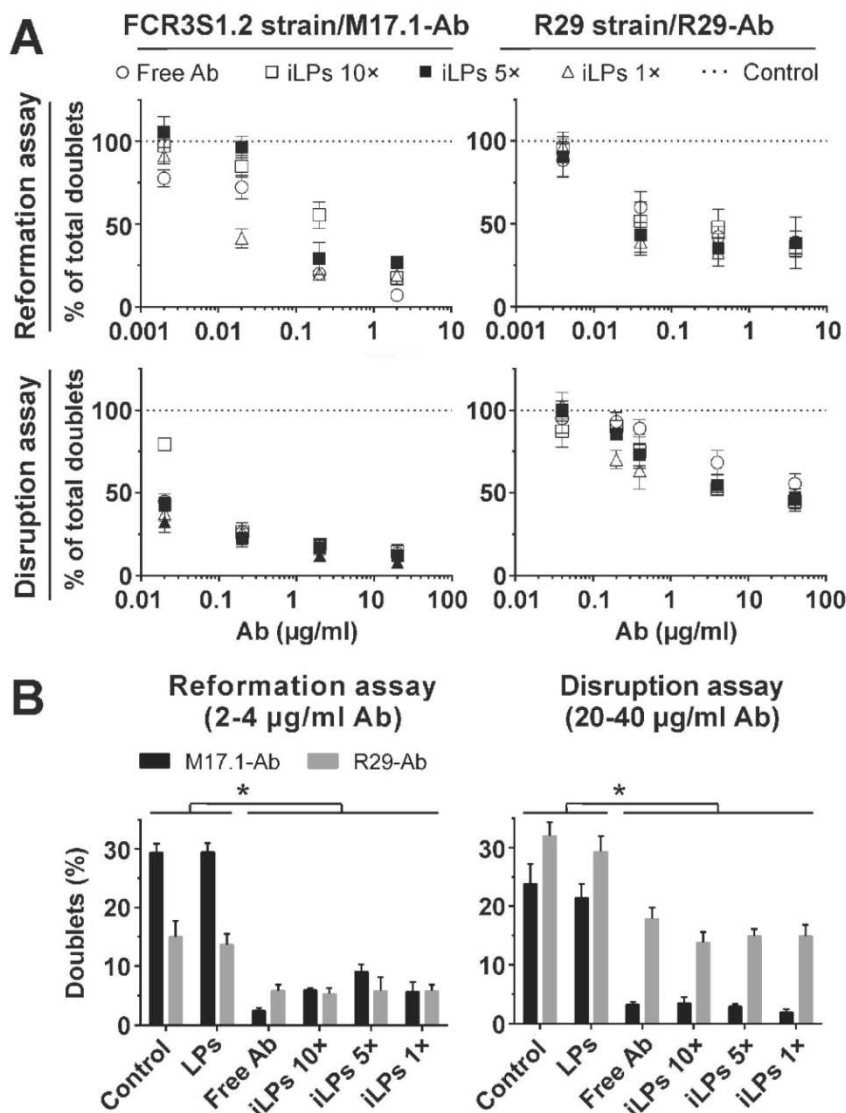 A
FCR3S1.2 strain/M17.1-Ab
R29 strain/R29-Ab
Free Ab
iLPs 10×
iLPs 5×
iLPs 1×
Control
Reformation assay
% of total doublets
100
50
0
0.001
0.01
0.1
1
10
100
50
0
0.001
0.01
0.1
1
10
Disruption assay
% of total doublets
100
50
0
0.01
0.1
1
10
100
Ab (µg/ml)
100
50
0
0.01
0.1
1
10
100
Ab (µg/ml)
B
Reformation assay
(2-4 µg/ml Ab)
Disruption assay
(20-40 µg/ml Ab)
M17.1-Ab
R29-Ab
*
*
Doublets (%)
30
20
10
0
Control
LPs
Free Ab
iLPs 10×
iLPs 5×
iLPs 1×
30
20
10
0
Control
LPs
Free Ab
iLPs 10×
iLPs 5×
iLPs 1×